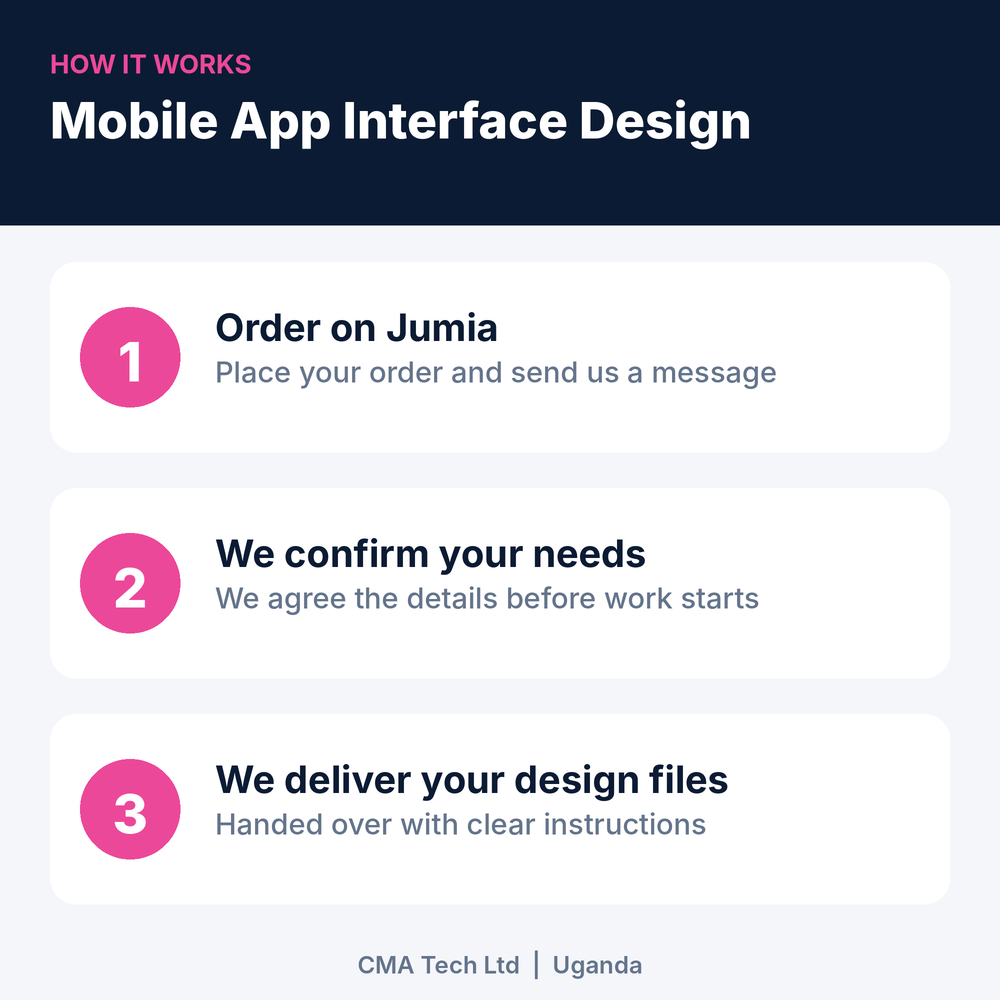 HOW IT WORKS
Mobile App Interface Design
1
Order on Jumia
Place your order and send us a message
2
We confirm your needs
We agree the details before work starts
3
We deliver your design files
Handed over with clear instructions
CMA Tech Ltd | Uganda